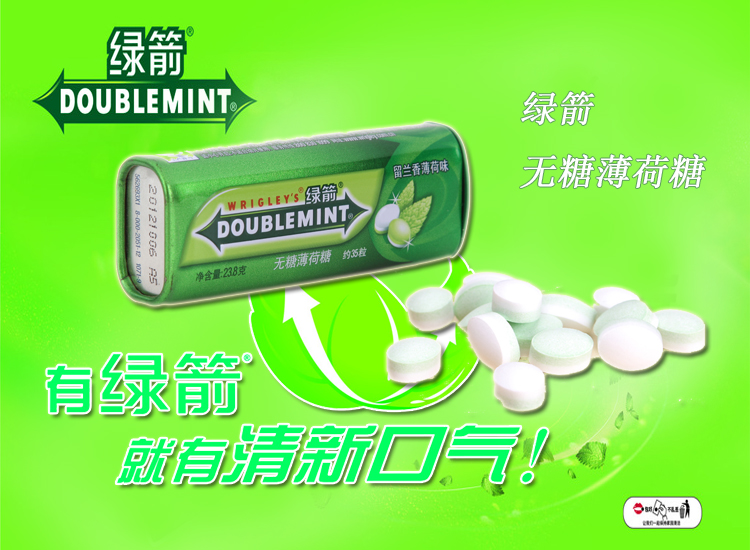 绿箭®
DOUBLEMINT®
绿箭
无糖薄荷糖
留兰香薄荷味
WRIGLEY'S 绿箭®
DOUBLEMINT®
无糖薄荷糖 约35粒
净含量:23.8克
20121006 A5
有绿箭®
就有清新口气!